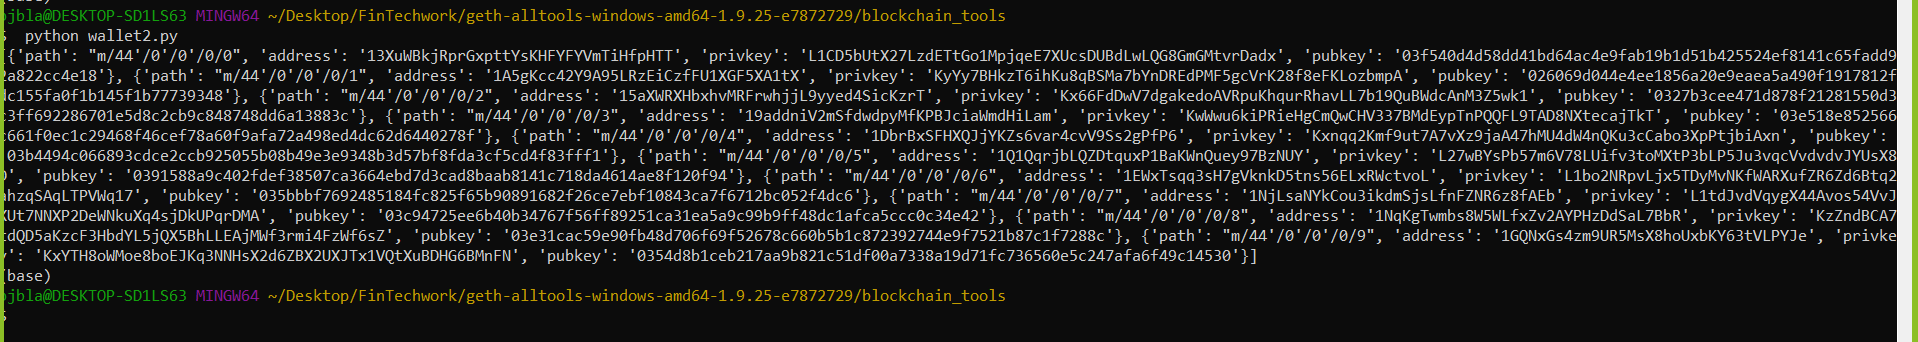 (base)
ojbla@DESKTOP-SD1LS63 MINGW64 ~/Desktop/FinTechwork/geth-alltools-windows-amd64-1.9.25-e7872729/blockchain_tools
$ python wallet2.py
[{'path': "m/44'/0'/0'/0/0", 'address': '13XuWBkjRprGxpttYsKHFYFYVmTiHfpHTT', 'privkey': 'L1CD5bUtX27LzdETtGo1MpjqeE7XUcsDUBdLwLQG8GmGMtvrDadx', 'pubkey': '03f540d4d58dd41bd64ac4e9fab19b1d51b425524ef8141c65fadd9
2a822cc4e18'}, {'path': "m/44'/0'/0'/0/1", 'address': '1A5gKcc42Y9A95LRzEiCzfFU1XGF5XA1tX', 'privkey': 'KyYy7BHkzT6ihKu8qBSMa7bYnDREdPMF5gcVrK28f8eFKLozbmpA', 'pubkey': '026069d044e4ee1856a20e9eaea5a490f1917812f
dc155fa0f1b145f1b77739348'}, {'path': "m/44'/0'/0'/0/2", 'address': '15aXWRXHbxhvMRFrwhjjL9yyed4SicKzrT', 'privkey': 'Kx66FdDwV7dgakedoAVRpuKhqurRhavLL7b19QuBWdcAnM3Z5wk1', 'pubkey': '0327b3cee471d878f21281550d3
c3ff692286701e5d8c2cb9c848748dd6a13883c'}, {'path': "m/44'/0'/0'/0/3", 'address': '19addniV2mSfdwdpyMfKPBJciaWmdHiLam', 'privkey': 'KwWwu6kiPRieHgCmQwCHV337BMdEypTnPQQFL9TAD8NXtecajTkT', 'pubkey': '03e518e852566
c661f0ec1c29468f46cef78a60f9afa72a498ed4dc62d6440278f'}, {'path': "m/44'/0'/0'/0/4", 'address': '1DbrBxSFHXQJjYKZs6var4cvV9Ss2gPfP6', 'privkey': 'Kxnqq2Kmf9ut7A7vXz9jaA47hMU4dW4nQKu3cCabo3XpPtjbiAxn', 'pubkey':
'03b4494c066893cdce2ccb925055b08b49e3e9348b3d57bf8fda3cf5cd4f83fff1'}, {'path': "m/44'/0'/0'/0/5", 'address': '1Q1QqrjbLQZDtquxP1BaKWnQuey97BzNUY', 'privkey': 'L27wBYsPb57m6V78LUifv3toMXtP3bLP5Ju3vqcVvdvdvJYUsX8
', 'pubkey': '0391588a9c402fdef38507ca3664ebd7d3cad8baab8141c718da4614ae8f120f94'}, {'path': "m/44'/0'/0'/0/6", 'address': '1EWxTsqq3sH7gVknkD5tns56ELxRWctvoL', 'privkey': 'L1bo2NRpvLjx5TDyMvNKfWARXufZR6Zd6Btq2
ahzqSAqLTPVWq17', 'pubkey': '035bbbf7692485184fc825f65b90891682f26ce7ebf10843ca7f6712bc052f4dc6'}, {'path': "m/44'/0'/0'/0/7", 'address': '1NjLsaNYkCou3ikdmSjsLfnFZNR6z8fAEb', 'privkey': 'L1tdJvdVqygX44Avos54VvJ
XUt7NNXP2DeWNkuXq4sjDkUPqrDMA', 'pubkey': '03c94725ee6b40b34767f56ff89251ca31ea5a9c99b9ff48dc1afca5ccc0c34e42'}, {'path': "m/44'/0'/0'/0/8", 'address': '1NqKgTwmbs8W5WLfxZv2AYPHzDdSaL7BbR', 'privkey': 'KzZndBCA7
tdQD5aKzcF3HbdYL5jQX5BhLLEAjMWf3rmi4FzWf6sZ', 'pubkey': '03e31cac59e90fb48d706f69f52678c660b5b1c872392744e9f7521b87c1f7288c'}, {'path': "m/44'/0'/0'/0/9", 'address': '1GQNxGs4zm9UR5MsX8hoUxbKY63tVLPYJe', 'privke
y': 'KxYTH8oWMoe8boEJKq3NNHsX2d6ZBX2UXJTx1VQtXuBDHG6BMnFN', 'pubkey': '0354d8b1ceb217aa9b821c51df00a7338a19d71fc736560e5c247afa6f49c14530'}]
(base)
ojbla@DESKTOP-SD1LS63 MINGW64 ~/Desktop/FinTechwork/geth-alltools-windows-amd64-1.9.25-e7872729/blockchain_tools
$